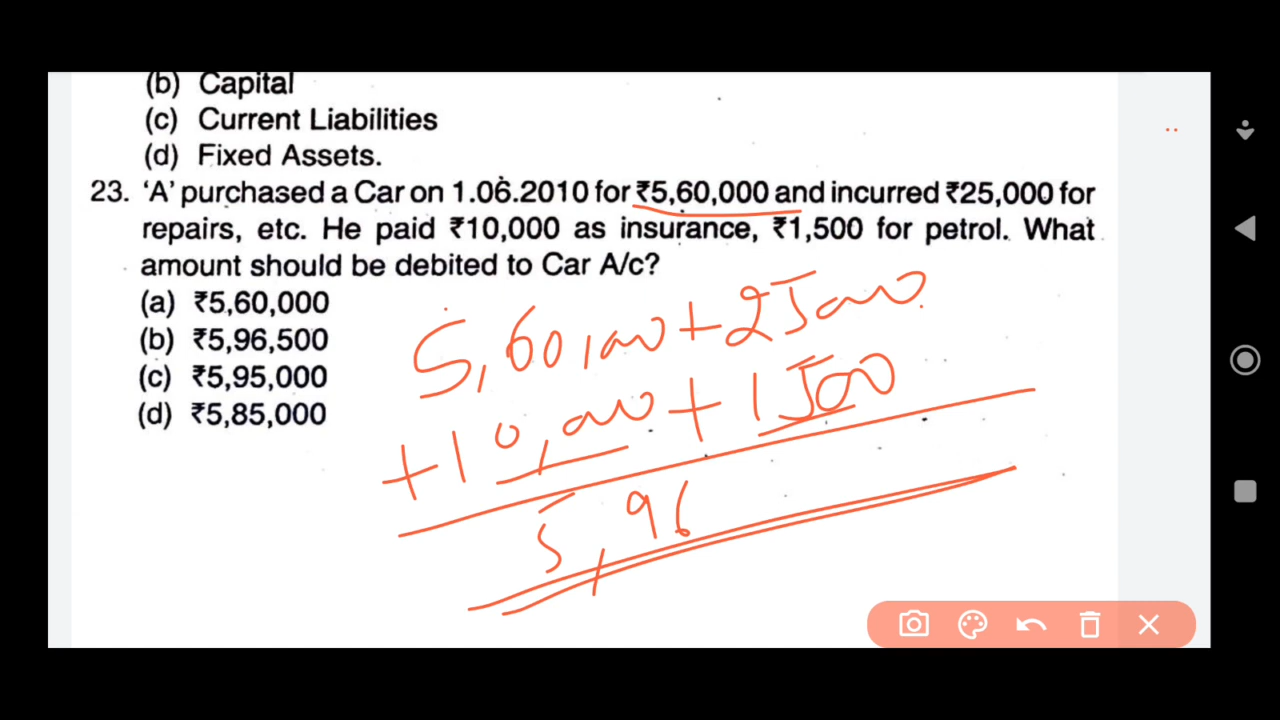 (b) Capital
(c) Current Liabilities
(d) Fixed Assets.
23. 'A' purchased a Car on 1.06.2010 for ₹5,60,000 and incurred ₹25,000 for
repairs, etc. He paid ₹10,000 as insurance, ₹1,500 for petrol. What
amount should be debited to Car A/c?
(a) ₹5,60,000
(b) ₹5,96,500
(c) ₹5,95,000
(d) ₹5,85,000
5,60,000+25000
+10,000+1500
5,96